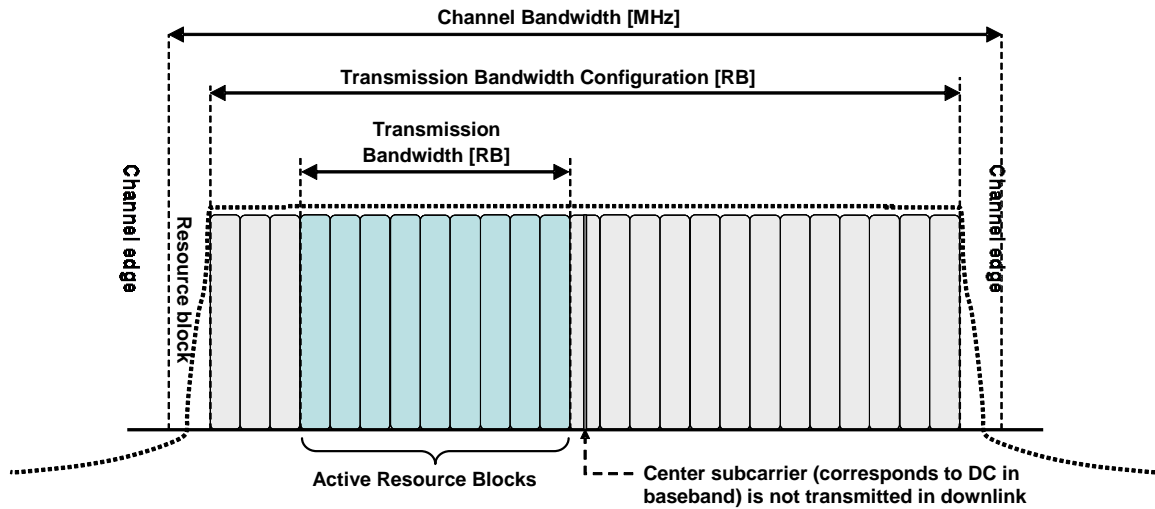 Channel Bandwidth [MHz]
Transmission Bandwidth Configuration [RB]
Transmission
Bandwidth [RB]
Channel edge
Resource block
Channel edge
Active Resource Blocks
Center subcarrier (corresponds to DC in
baseband) is not transmitted in downlink